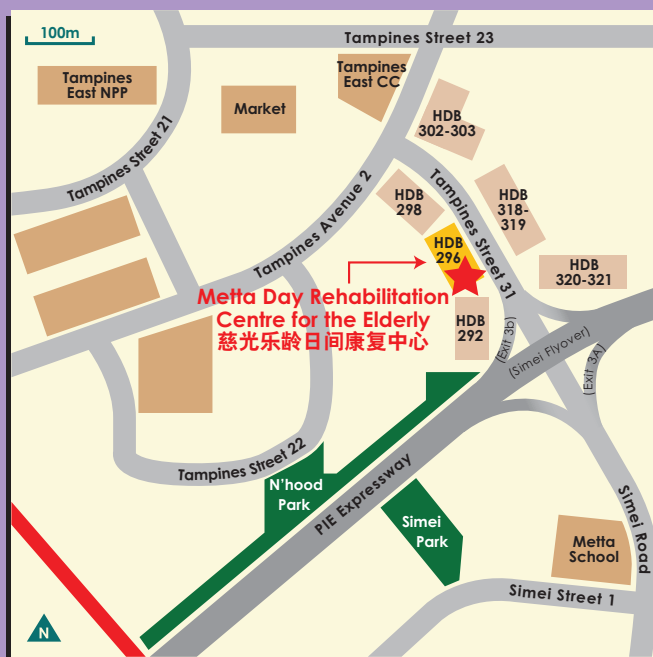 100m
Tampines Street 23
Tampines
East NPP
Market
Tampines
East CC
HDB
302-303
Tampines Street 21
Tampines Avenue 2
Tampines Street 31
HDB
298
HDB
318-
319
HDB
296
HDB
320-321
Metta Day Rehabilitation
Centre for the Elderly
慈光乐龄日间康复中心
HDB
292
(Exit 3b)
(Simei Flyover)
(Exit 3A)
Tampines Street 22
N'hood
Park
PIE Expressway
Simei
Park
Simei Road
Metta
School
Simei Street 1
N